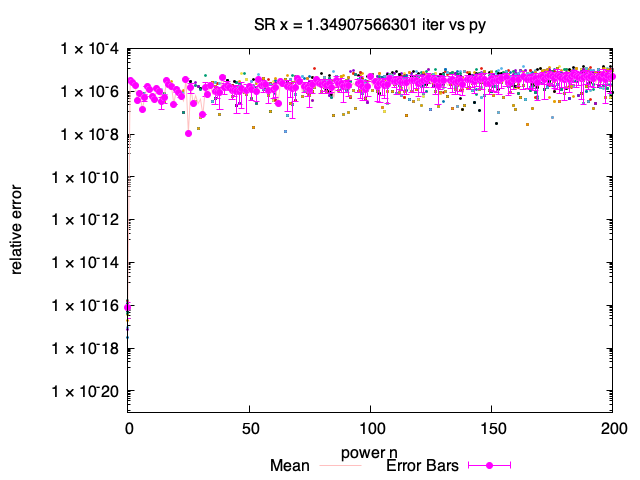 SR x = 1.34907566301 iter vs py
1 × 10⁻⁴
1 × 10⁻⁶
1 × 10⁻⁸
1 × 10⁻¹⁰
1 × 10⁻¹²
1 × 10⁻¹⁴
1 × 10⁻¹⁶
1 × 10⁻¹⁸
1 × 10⁻²⁰
relative error
0 50 100 150 200
power n
Mean Error Bars